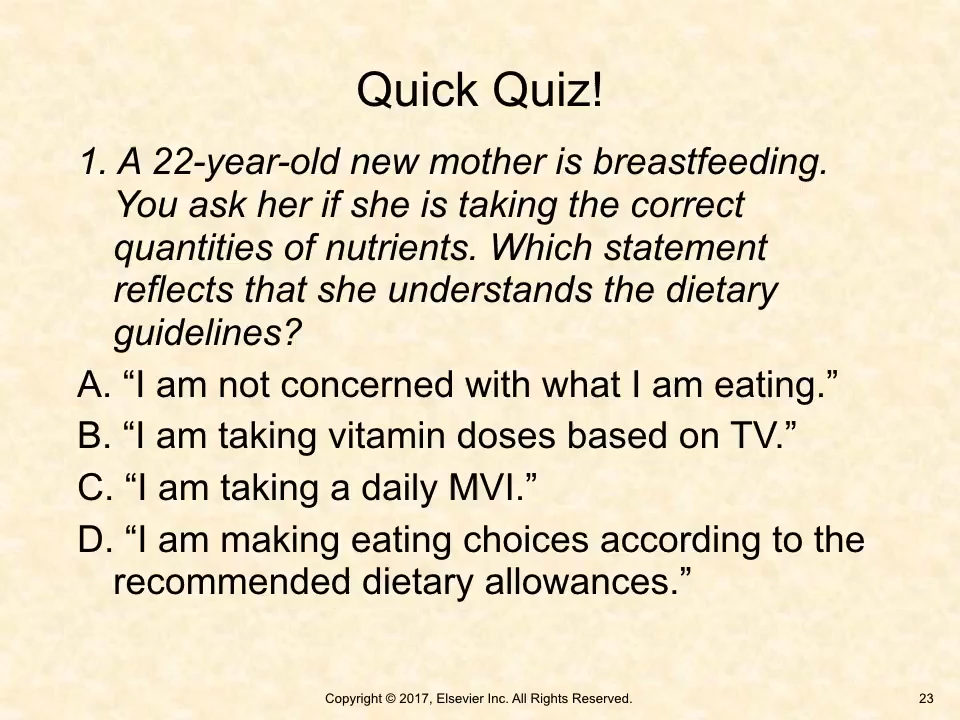 Quick Quiz!
1. A 22-year-old new mother is breastfeeding.
You ask her if she is taking the correct
quantities of nutrients. Which statement
reflects that she understands the dietary
guidelines?
A. “I am not concerned with what I am eating.”
B. “I am taking vitamin doses based on TV.”
C. “I am taking a daily MVI.”
D. “I am making eating choices according to the
recommended dietary allowances.”
Copyright © 2017, Elsevier Inc. All Rights Reserved.
23